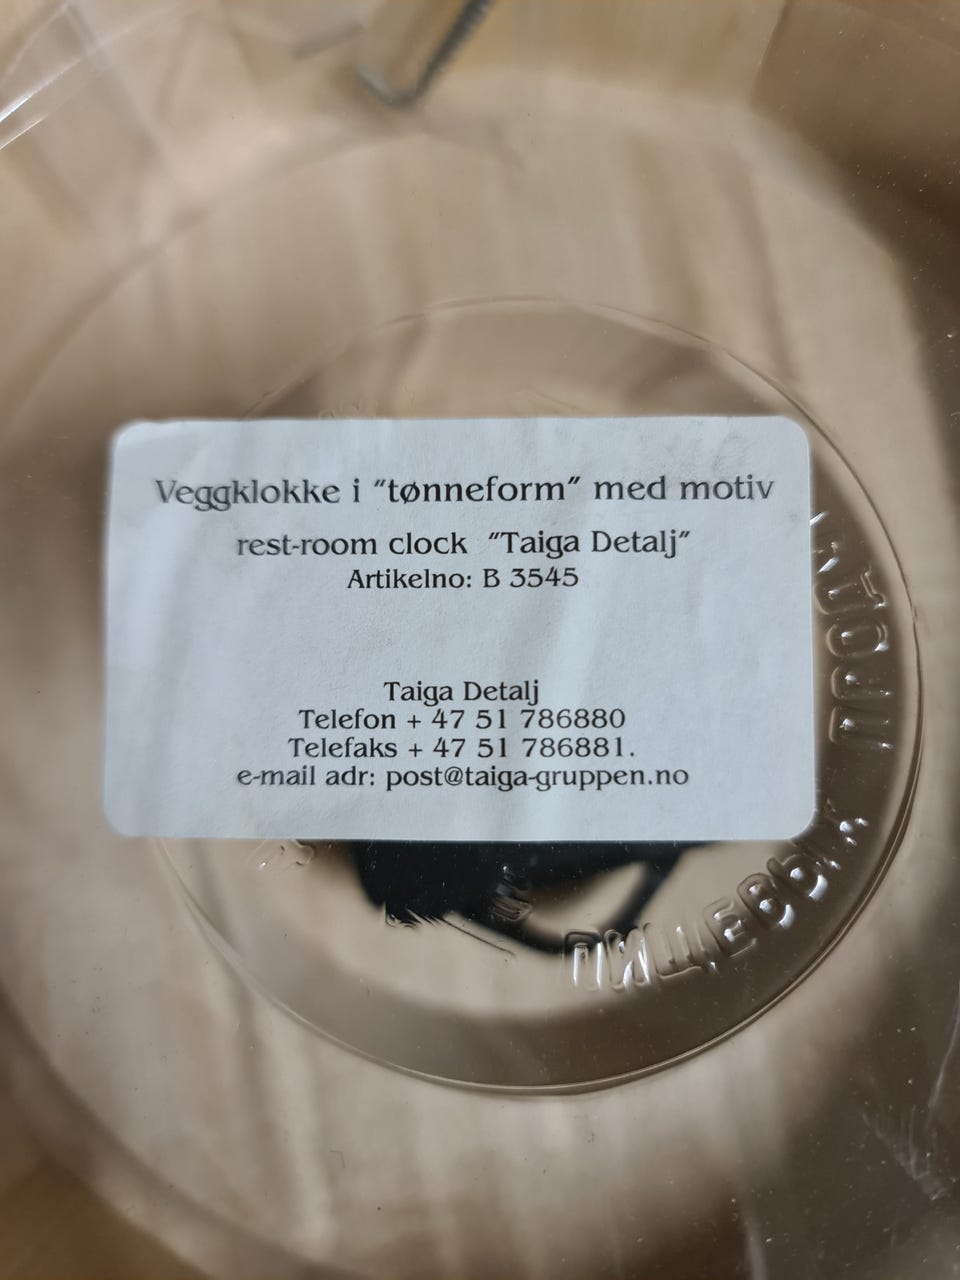 Veggklokke i "tønneform" med motiv
rest-room clock "Taiga Detalj"
Artikelno: B 3545
Taiga Detalj
Telefon + 47 51 786880
Telefaks + 47 51 786881.
e-mail adr: post@taiga-gruppen.no
ПИЩЕВЫХ